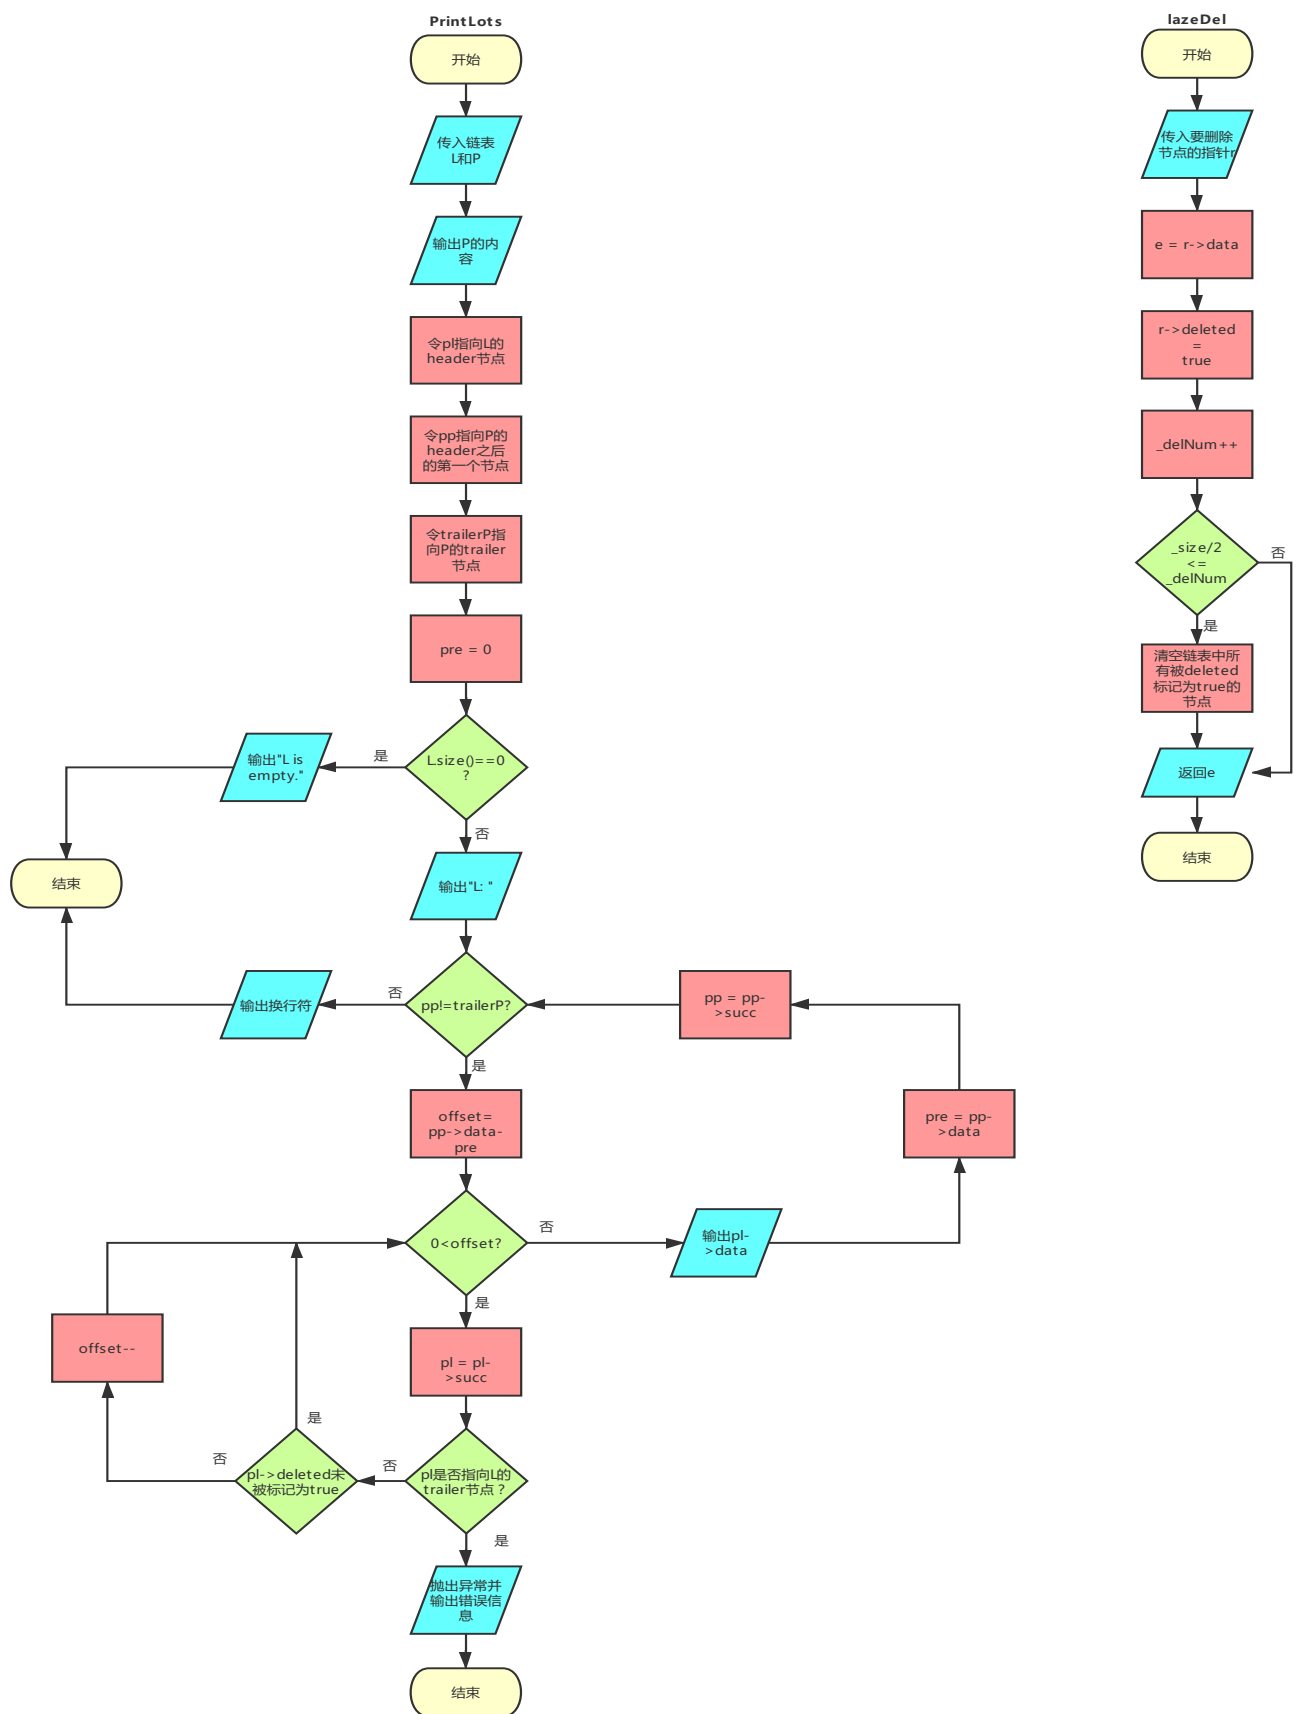 PrintLots
开始
传入链表
L和P
输出P的内
容
令pl指向L的
header节点
令pp指向P的
header之后
的第一个节点
令trailerP指
向P的trailer
节点
pre = 0
L.size()==0
?
是
输出"L is
empty."
结束
否
输出"L: "
pp!=trailerP?
否
输出换行符
是
offset=
pp->data-
pre
0<offset?
否
输出pl-
>data
pre = pp-
>data
pp = pp-
>succ
是
pl = pl-
>succ
pl是否指向L的
trailer节点？
否
pl->deleted未
被标记为true
是
否
offset--
是
抛出异常并
输出错误信
息
结束
lazeDel
开始
传入要删除
节点的指针r
e = r->data
r->deleted
=
true
_delNum++
_size/2
<=
_delNum
否
是
清空链表中所
有被deleted
标记为true的
节点
返回e
结束